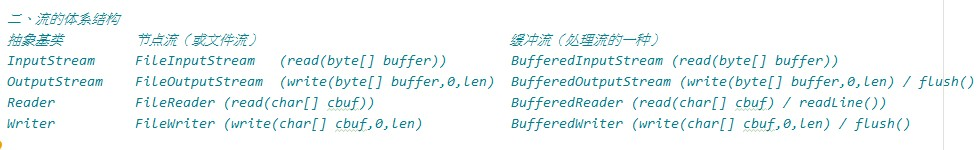 二、流的体系结构
抽象基类 节点流（或文件流） 缓冲流（处理流的一种）
InputStream FileInputStream (read(byte[] buffer)) BufferedInputStream (read(byte[] buffer))
OutputStream FileOutputStream (write(byte[] buffer,0,len) BufferedOutputStream (write(byte[] buffer,0,len) / flush()
Reader FileReader (read(char[] cbuf)) BufferedReader (read(char[] cbuf) / readLine())
Writer FileWriter (write(char[] cbuf,0,len) BufferedWriter (write(char[] cbuf,0,len) / flush()